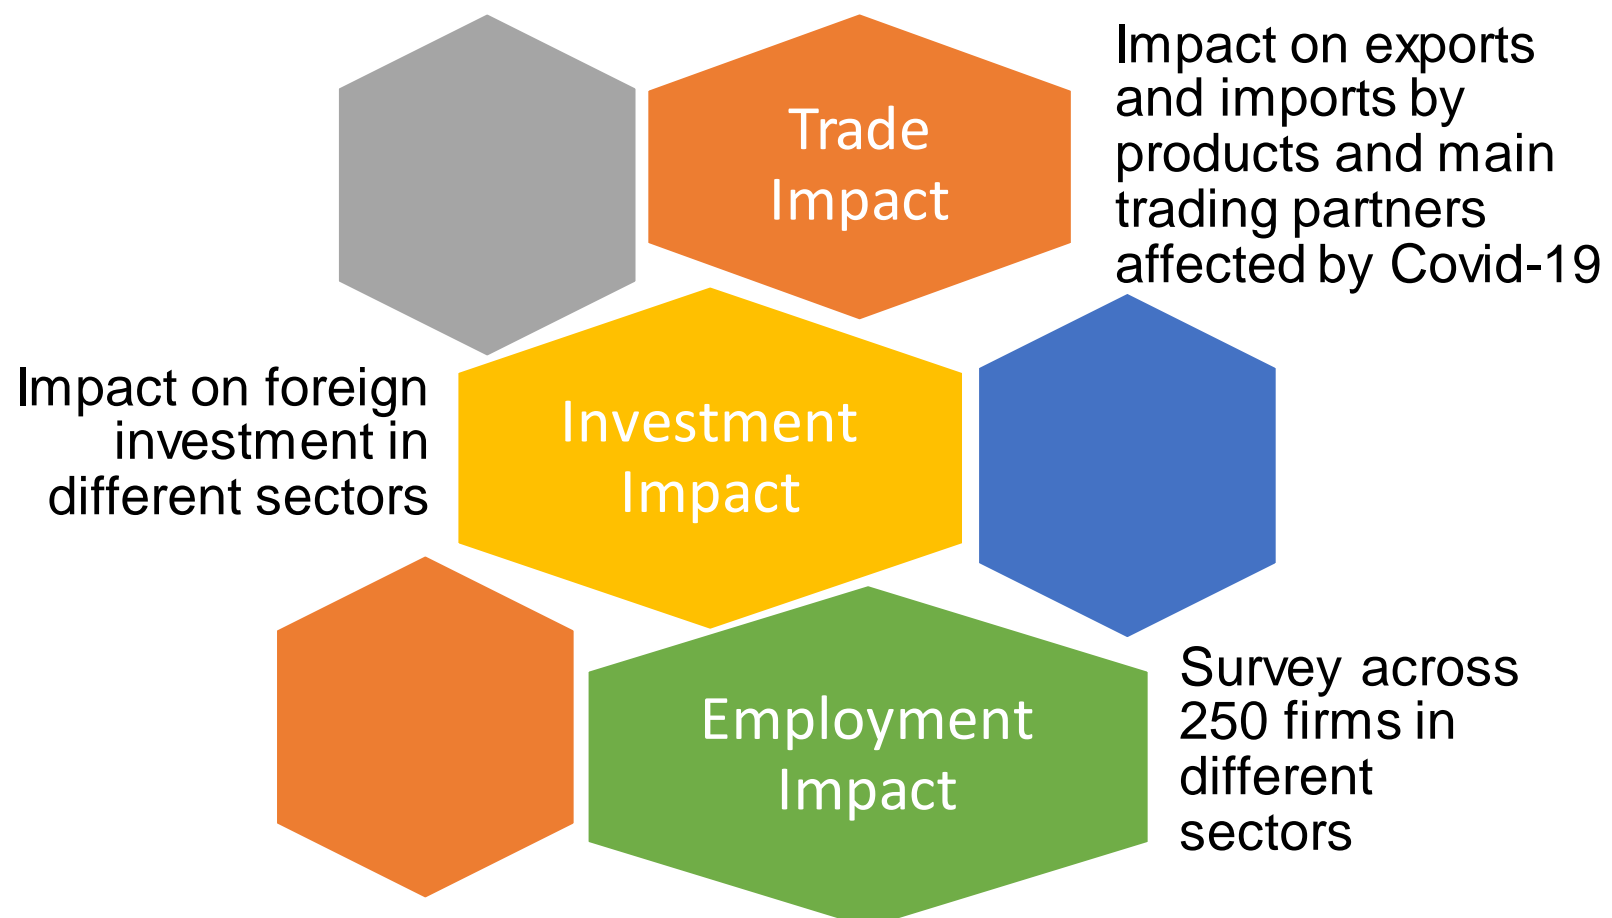 Trade
Impact
Impact on exports
and imports by
products and main
trading partners
affected by Covid-19
Impact on foreign
investment in
different sectors
Investment
Impact
Employment
Impact
Survey across
250 firms in
different
sectors